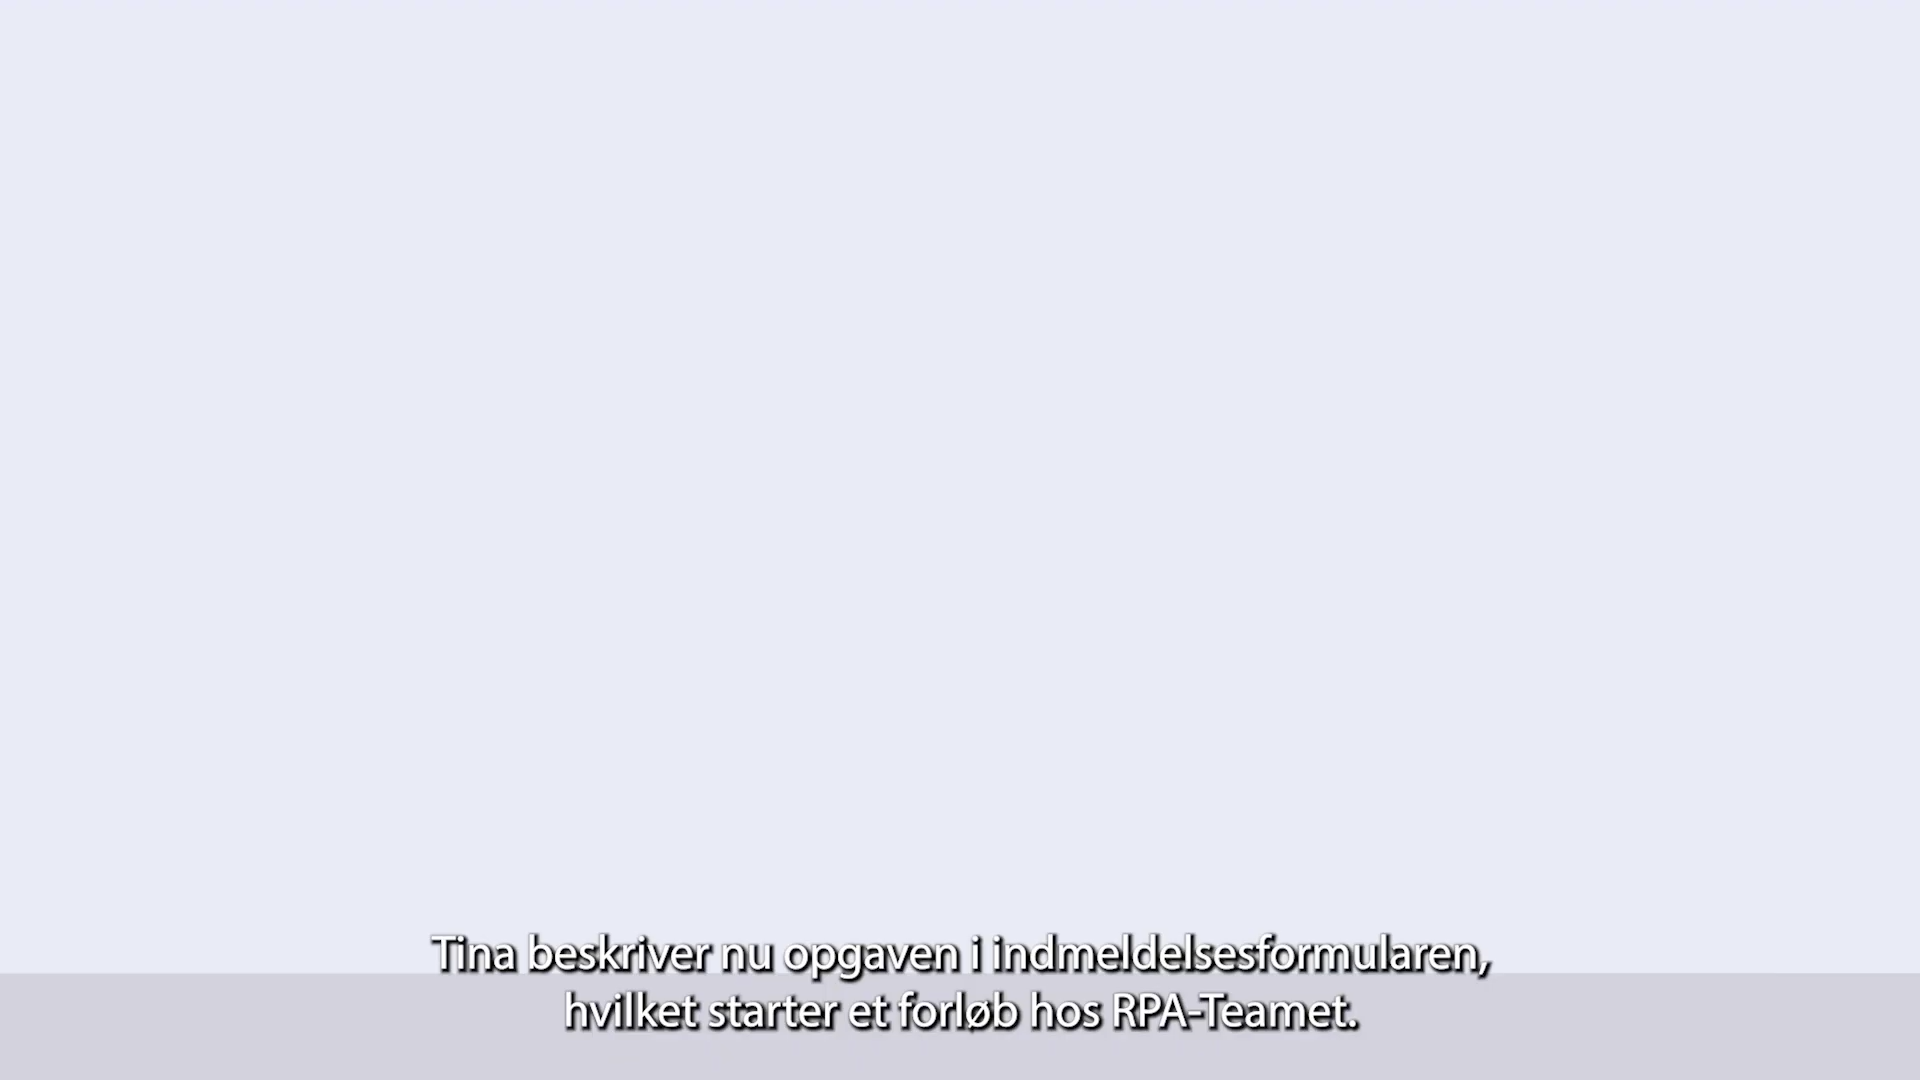 Tina beskriver nu opgaven i indmeldelsesformularen,
hvilket starter et forløb hos RPA-Teamet.